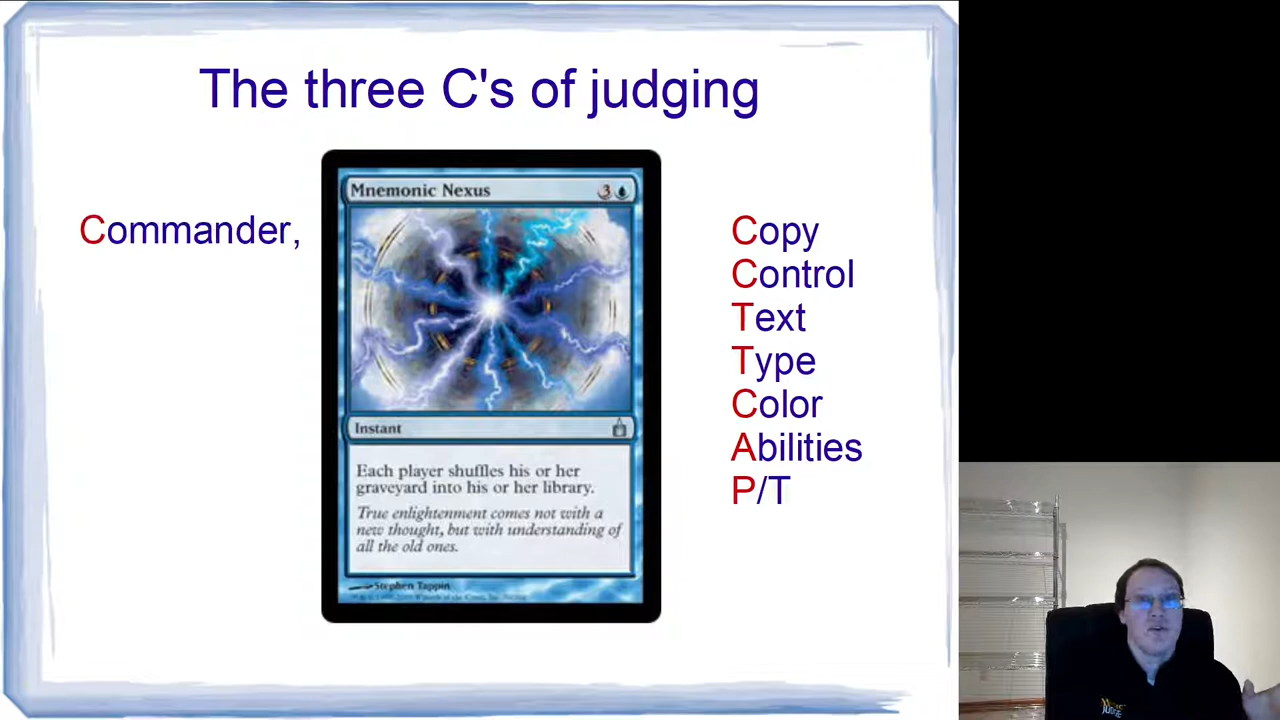 The three C's of judging
Commander,
Mnemonic Nexus 3
Instant
Each player shuffles his or her
graveyard into his or her library.
True enlightenment comes not with a
new thought, but with understanding of
all the old ones.
Stephen Tappin
Copy
Control
Text
Type
Color
Abilities
P/T
JUDGE